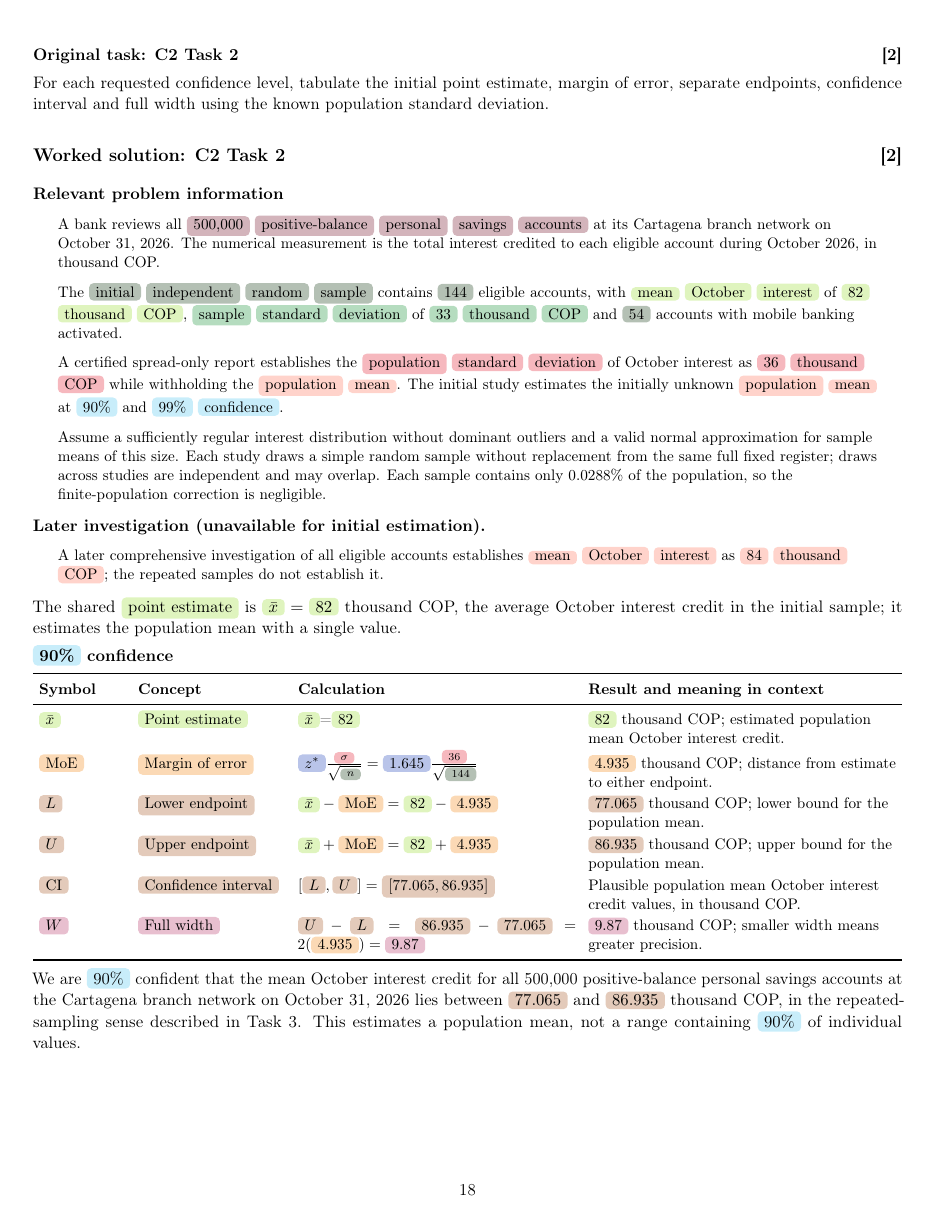 Original task: C2 Task 2 [2]
For each requested confidence level, tabulate the initial point estimate, margin of error, separate endpoints, confidence
interval and full width using the known population standard deviation.
Worked solution: C2 Task 2 [2]
Relevant problem information
A bank reviews all 500,000 positive-balance personal savings accounts at its Cartagena branch network on
October 31, 2026. The numerical measurement is the total interest credited to each eligible account during October 2026, in
thousand COP.
The initial independent random sample contains 144 eligible accounts, with mean October interest of 82
thousand COP, sample standard deviation of 33 thousand COP and 54 accounts with mobile banking
activated.
A certified spread-only report establishes the population standard deviation of October interest as 36 thousand
COP while withholding the population mean. The initial study estimates the initially unknown population mean
at 90% and 99% confidence.
Assume a sufficiently regular interest distribution without dominant outliers and a valid normal approximation for sample
means of this size. Each study draws a simple random sample without replacement from the same full fixed register; draws
across studies are independent and may overlap. Each sample contains only 0.0288% of the population, so the
finite-population correction is negligible.
Later investigation (unavailable for initial estimation).
A later comprehensive investigation of all eligible accounts establishes mean October interest as 84 thousand
COP; the repeated samples do not establish it.
The shared point estimate is x̄ = 82 thousand COP, the average October interest credit in the initial sample; it
estimates the population mean with a single value.
90% confidence
Symbol Concept Calculation Result and meaning in context
x̄ Point estimate x̄ = 82 82 thousand COP; estimated population
mean October interest credit.
MoE Margin of error z* σ/√n = 1.645 36/√144 4.935 thousand COP; distance from estimate
to either endpoint.
L Lower endpoint x̄ − MoE = 82 − 4.935 77.065 thousand COP; lower bound for the
population mean.
U Upper endpoint x̄ + MoE = 82 + 4.935 86.935 thousand COP; upper bound for the
population mean.
CI Confidence interval [L, U] = [77.065, 86.935] Plausible population mean October interest
credit values, in thousand COP.
W Full width U − L = 86.935 − 77.065 = 9.87 thousand COP; smaller width means
2(4.935) = 9.87 greater precision.
We are 90% confident that the mean October interest credit for all 500,000 positive-balance personal savings accounts at
the Cartagena branch network on October 31, 2026 lies between 77.065 and 86.935 thousand COP, in the repeated-
sampling sense described in Task 3. This estimates a population mean, not a range containing 90% of individual
values.
18